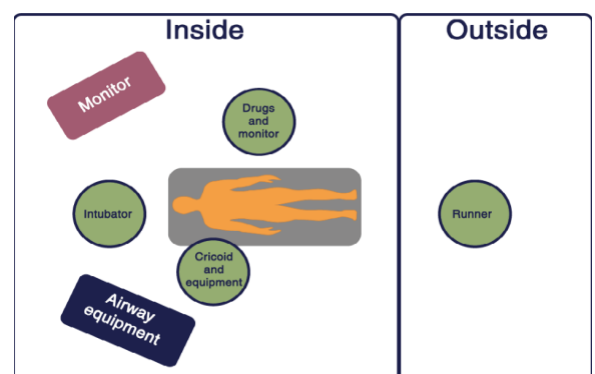 Inside
Outside
Monitor
Drugs
and
monitor
Intubator
Runner
Cricoid
and
equipment
Airway
equipment